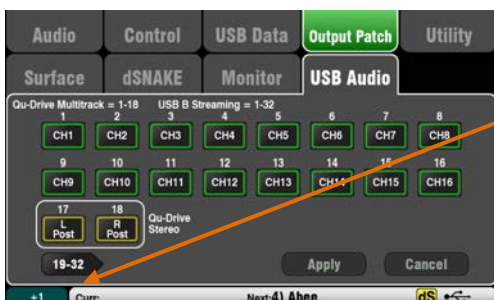 Audio Control USB Data Output Patch Utility
Surface dSNAKE Monitor USB Audio
Qu-Drive Multitrack = 1-18 USB B Streaming = 1-32
1 2 3 4 5 6 7 8
CH1 CH2 CH3 CH4 CH5 CH6 CH7 CH8
9 10 11 12 13 14 15 16
CH9 CH10 CH11 CH12 CH13 CH14 CH15 CH16
17 18
L Post R Post Qu-Drive Stereo
19-32 Apply Cancel
+1 Curr: Next:4) Abee dS